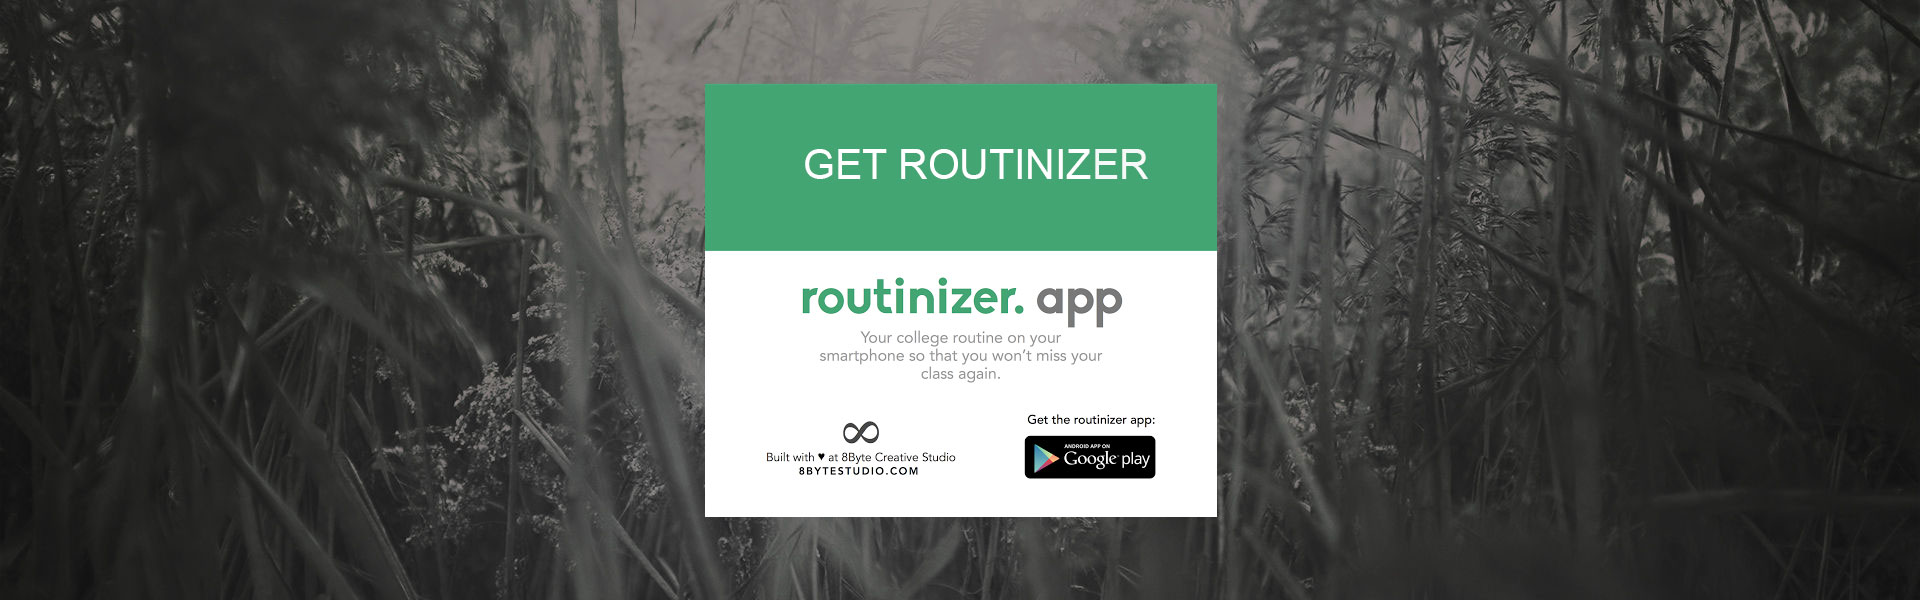 GET ROUTINIZER
routinizer. app
Your college routine on your
smartphone so that you won't miss your
class again.
Get the routinizer app:
ANDROID APP ON
Google play
Built with ♥ at 8Byte Creative Studio
8BYTESTUDIO.COM